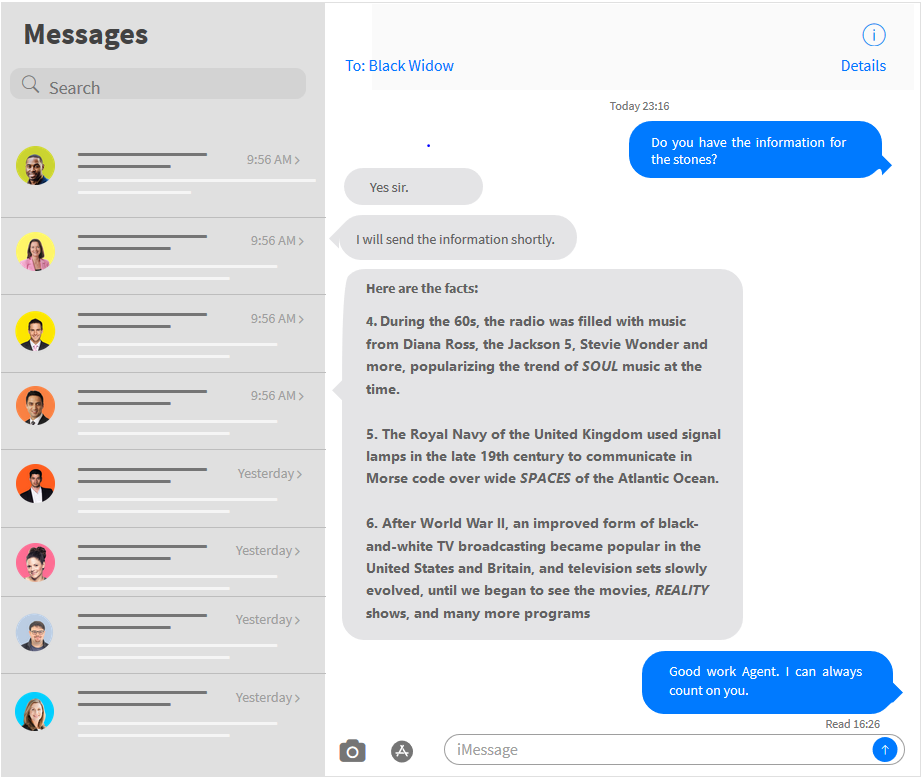 Messages
Search
9:56 AM
9:56 AM
9:56 AM
9:56 AM
Yesterday
Yesterday
Yesterday
Yesterday
To: Black Widow
Details
Today 23:16
Do you have the information for
the stones?
Yes sir.
I will send the information shortly.
Here are the facts:
4. During the 60s, the radio was filled with music
from Diana Ross, the Jackson 5, Stevie Wonder and
more, popularizing the trend of SOUL music at the
time.
5. The Royal Navy of the United Kingdom used signal
lamps in the late 19th century to communicate in
Morse code over wide SPACES of the Atlantic Ocean.
6. After World War II, an improved form of black-
and-white TV broadcasting became popular in the
United States and Britain, and television sets slowly
evolved, until we began to see the movies, REALITY
shows, and many more programs
Good work Agent. I can always
count on you.
Read 16:26
iMessage